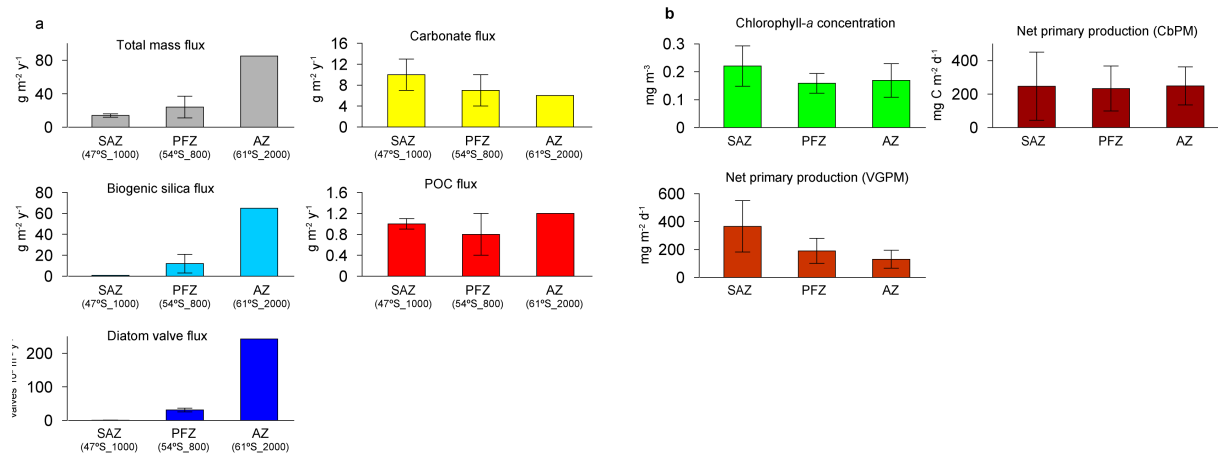 a
Total mass flux
g m⁻² y⁻¹
80
40
0
SAZ PFZ AZ
(47ºS_1000) (54ºS_800) (61ºS_2000)
Carbonate flux
g m⁻² y⁻¹
16
12
8
4
0
SAZ PFZ AZ
(47ºS_1000) (54ºS_800) (61ºS_2000)
Biogenic silica flux
g m⁻² y⁻¹
80
60
40
20
0
SAZ PFZ AZ
(47ºS_1000) (54ºS_800) (61ºS_2000)
POC flux
g m⁻² y⁻¹
1.6
1.2
0.8
0.4
0
SAZ PFZ AZ
(47ºS_1000) (54ºS_800) (61ºS_2000)
Diatom valve flux
200
100
0
SAZ PFZ AZ
(47ºS_1000) (54ºS_800) (61ºS_2000)
b
Chlorophyll-a concentration
mg m⁻³
0.3
0.2
0.1
0
SAZ PFZ AZ
Net primary production (CbPM)
mg C m⁻² d⁻¹
400
200
0
SAZ PFZ AZ
Net primary production (VGPM)
mg m⁻² d⁻¹
600
400
200
0
SAZ PFZ AZ